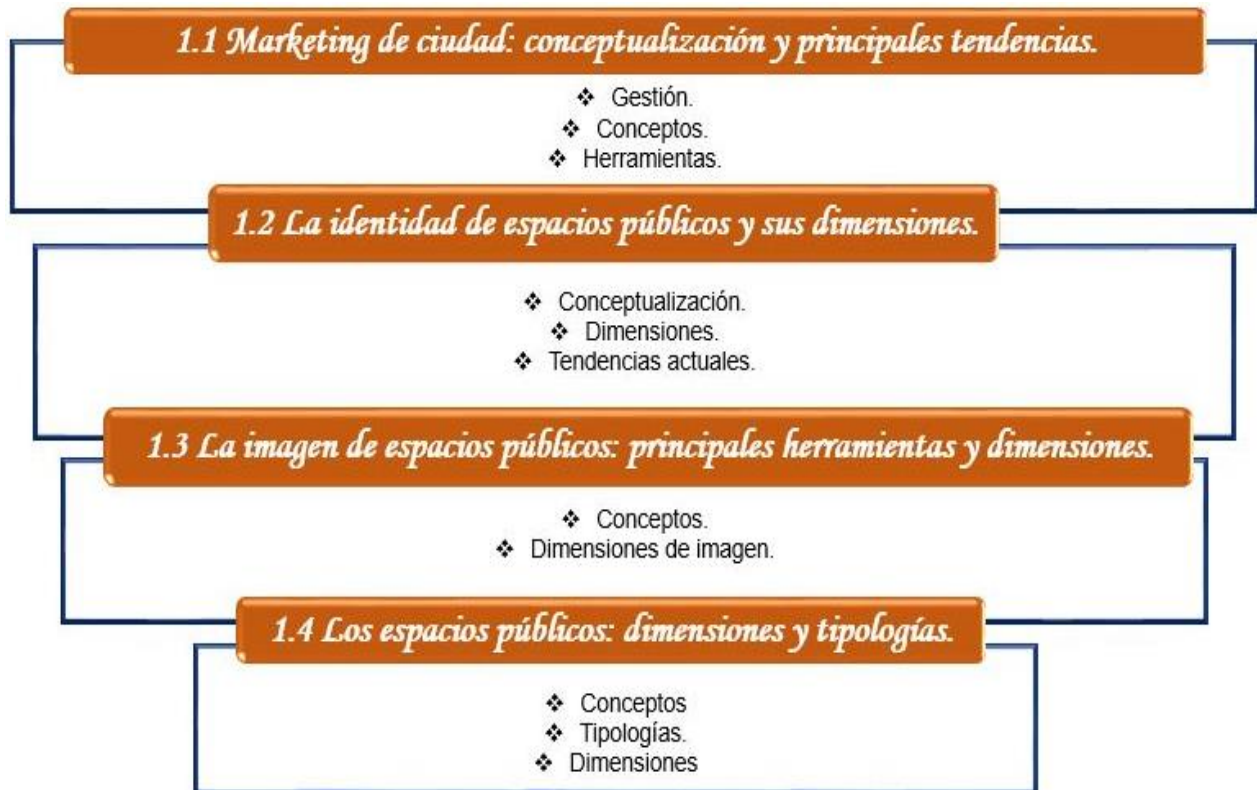 1.1 Marketing de ciudad: conceptualización y principales tendencias.
❖ Gestión.
❖ Conceptos.
❖ Herramientas.
1.2 La identidad de espacios públicos y sus dimensiones.
❖ Conceptualización.
❖ Dimensiones.
❖ Tendencias actuales.
1.3 La imagen de espacios públicos: principales herramientas y dimensiones.
❖ Conceptos.
❖ Dimensiones de imagen.
1.4 Los espacios públicos: dimensiones y tipologías.
❖ Conceptos
❖ Tipologías.
❖ Dimensiones